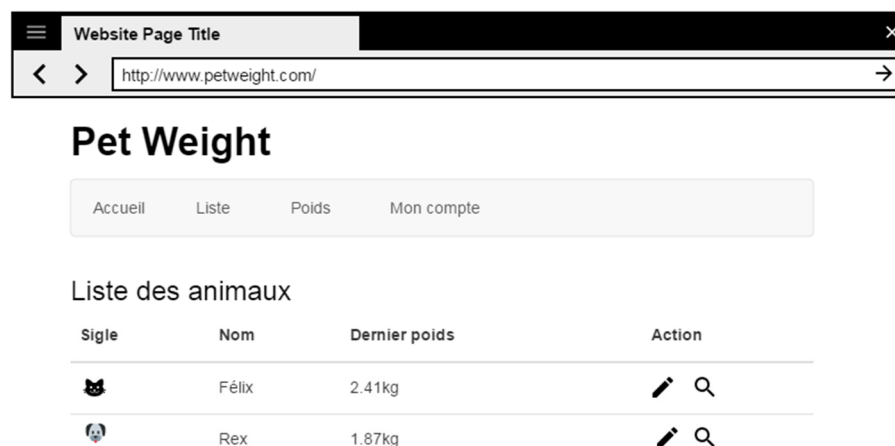 Website Page Title
http://www.petweight.com/
Pet Weight
Accueil Liste Poids Mon compte
Liste des animaux
Sigle Nom Dernier poids Action
Félix 2.41kg
Rex 1.87kg